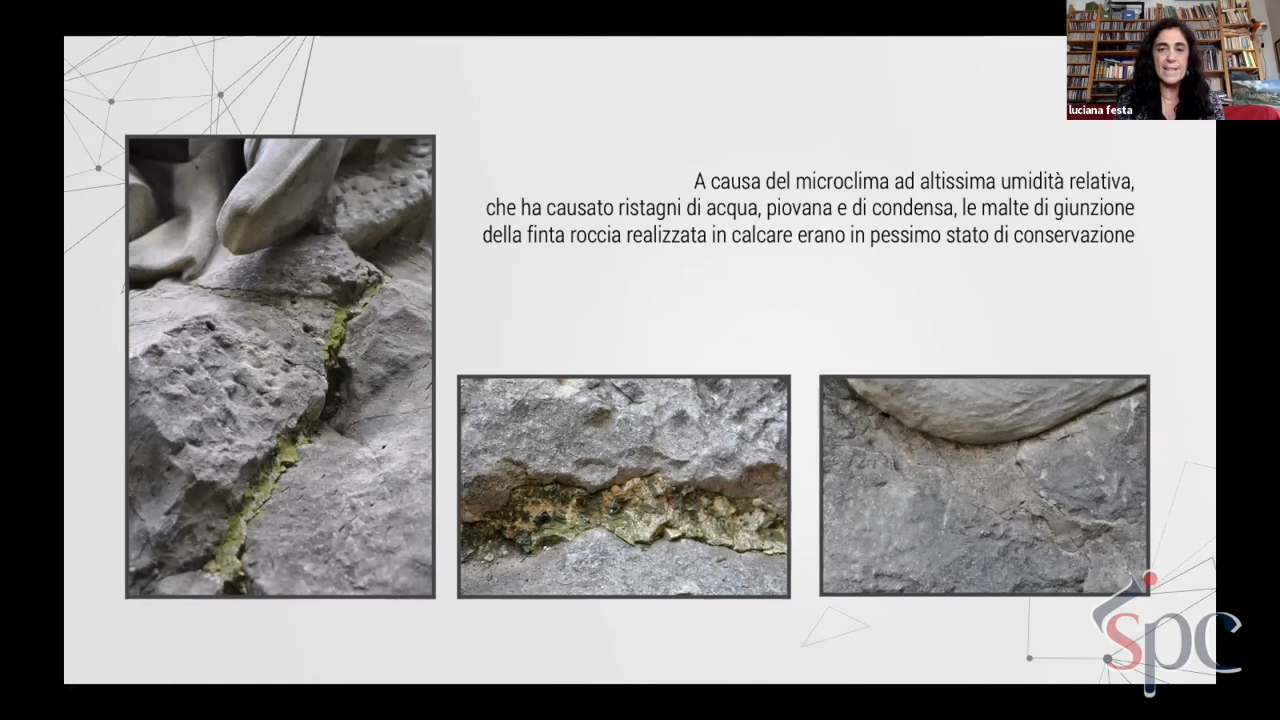 luciana festa
A causa del microclima ad altissima umidità relativa,
che ha causato ristagni di acqua, piovana e di condensa, le malte di giunzione
della finta roccia realizzata in calcare erano in pessimo stato di conservazione
spc